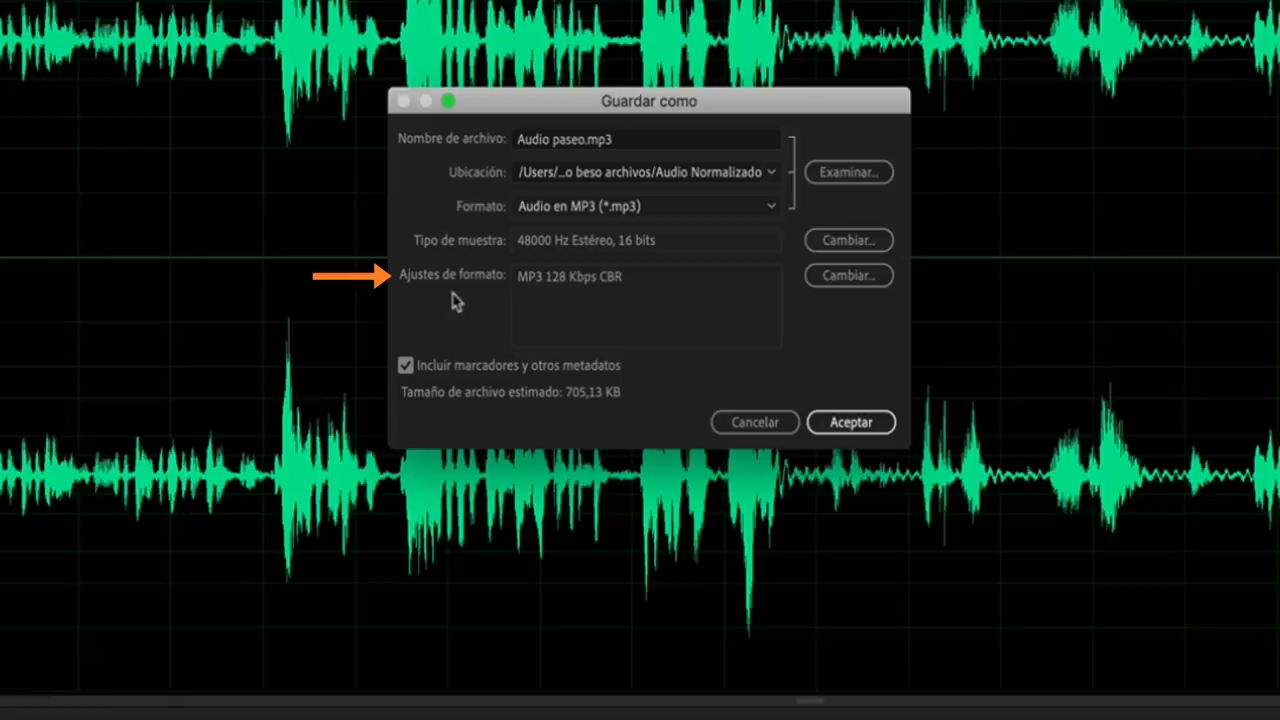 Guardar como
Nombre de archivo: Audio paseo.mp3
Ubicación: /Users/...o beso archivos/Audio Normalizado Examinar...
Formato: Audio en MP3 (*.mp3)
Tipo de muestra: 48000 Hz Estéreo, 16 bits Cambiar...
Ajustes de formato: MP3 128 Kbps CBR Cambiar...
Incluir marcadores y otros metadatos
Tamaño de archivo estimado: 705,13 KB
Cancelar Aceptar